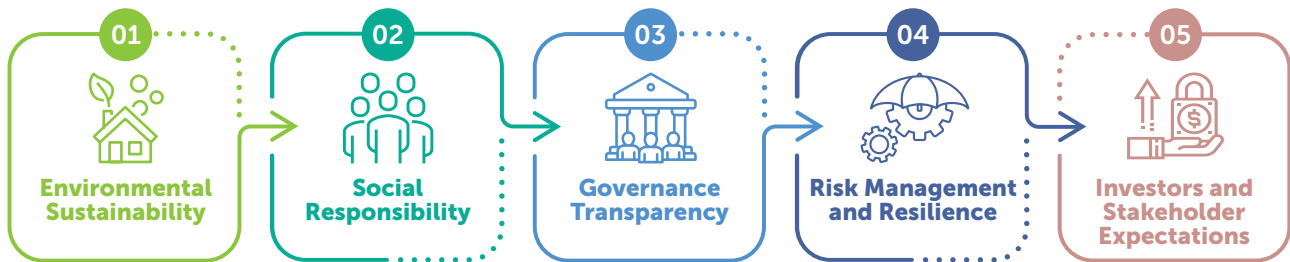 01
Environmental
Sustainability
02
Social
Responsibility
03
Governance
Transparency
04
Risk Management
and Resilience
05
$
Investors and
Stakeholder
Expectations